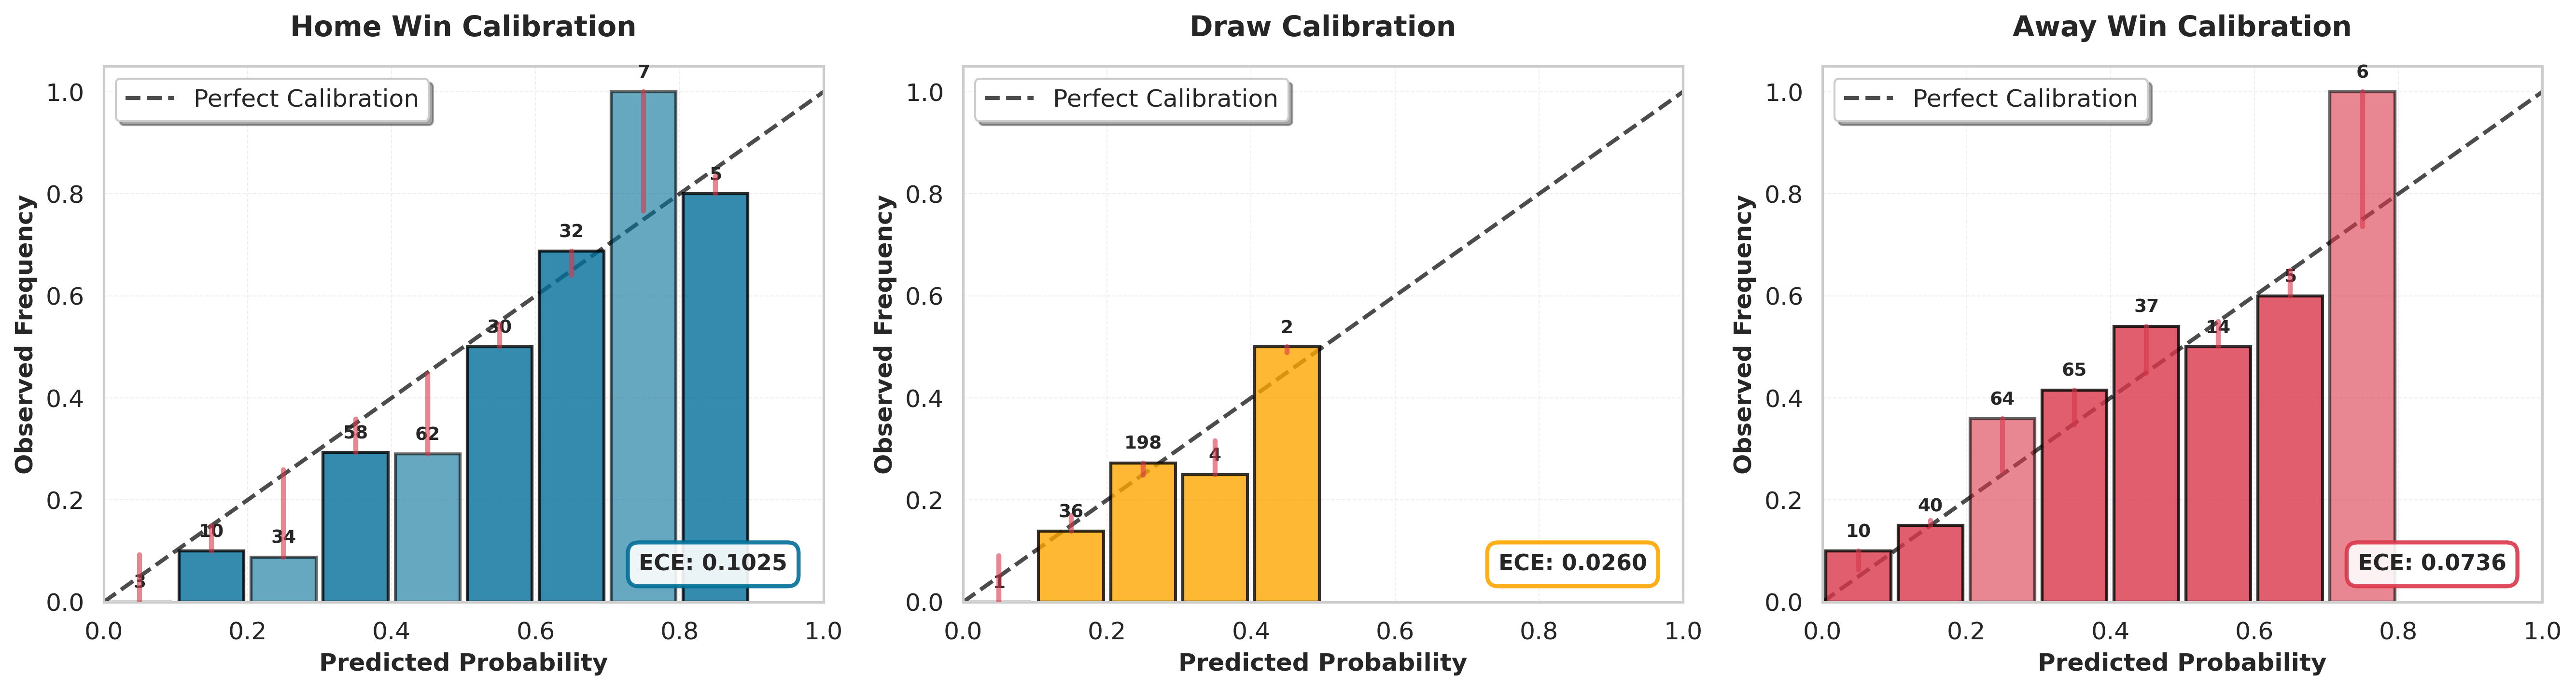 Home Win Calibration
Perfect Calibration
Observed Frequency
1.0
0.8
0.6
0.4
0.2
0.0
3
10
34
58
62
30
32
7
5
ECE: 0.1025
0.0 0.2 0.4 0.6 0.8 1.0
Predicted Probability
Draw Calibration
Perfect Calibration
Observed Frequency
1.0
0.8
0.6
0.4
0.2
0.0
1
36
198
4
2
ECE: 0.0260
0.0 0.2 0.4 0.6 0.8 1.0
Predicted Probability
Away Win Calibration
Perfect Calibration
Observed Frequency
1.0
0.8
0.6
0.4
0.2
0.0
10
40
64
65
37
14
5
6
ECE: 0.0736
0.0 0.2 0.4 0.6 0.8 1.0
Predicted Probability